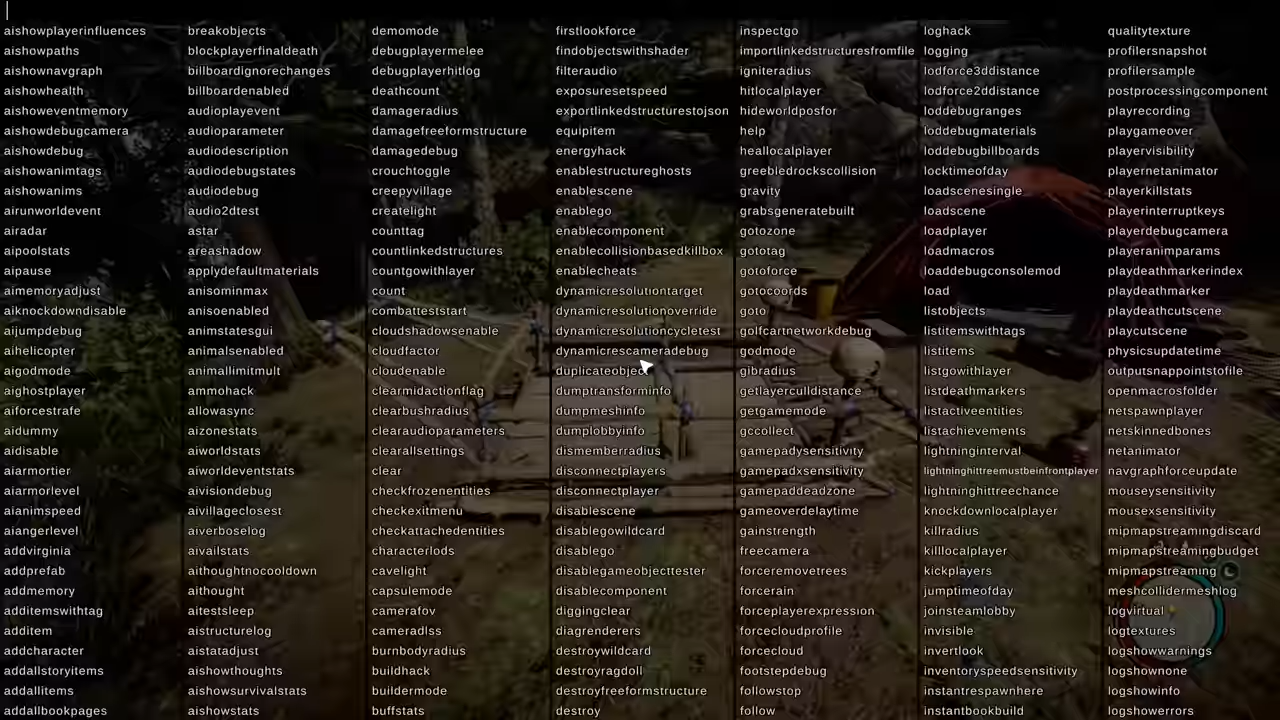 aishowplayerinfluences
aishowpaths
aishownavgraph
aishowhealth
aishoweventmemory
aishowdebugcamera
aishowdebug
aishowanimtags
aishowanims
airunworldevent
airadar
aipoolstats
aipause
aimemoryadjust
aiknockdowndisable
aijumpdebug
aihelicopter
aigodmode
aighostplayer
aiforcestrafe
aidummy
aidisable
aiarmortier
aiarmorlevel
aianimspeed
aiangerlevel
addvirginia
addprefab
addmemory
additemswithtag
additem
addcharacter
addallstoryitems
addallitems
addallbookpages
breakobjects
blockplayerfinaldeath
billboardignorechanges
billboardenabled
audioplayevent
audioparameter
audiodescription
audiodebugstates
audiodebug
audio2dtest
astar
areashadow
applydefaultmaterials
anisominmax
anisoenabled
animstatesgui
animalsenabled
animallimitmult
ammohack
allowasync
aizonestats
aiworldstats
aiworldeventstats
aivisiondebug
aivillageclosest
aiverboselog
aivailstats
aithoughtnocooldown
aithought
aitestsleep
aistructurelog
aistatadjust
aishowthoughts
aishowsurvivalstats
aishowstats
demomode
debugplayermelee
debugplayerhitlog
deathcount
damageradius
damagefreeformstructure
damagedebug
crouchtoggle
creepyvillage
createlight
counttag
countlinkedstructures
countgowithlayer
count
combatteststart
cloudshadowsenable
cloudfactor
cloudenable
clearmidactionflag
clearbushradius
clearaudioparameters
clearallsettings
clear
checkfrozenentities
checkexitmenu
checkattachedentities
characterlods
cavelight
capsulemode
camerafov
cameradlss
burnbodyradius
buildhack
buildermode
buffstats
firstlookforce
findobjectswithshader
filteraudio
exposuresetspeed
exportlinkedstructurestojson
equipitem
energyhack
enablestructureghosts
enablescene
enablego
enablecomponent
enablecollisionbasedkillbox
enablecheats
dynamicresolutiontarget
dynamicresolutionoverride
dynamicresolutioncycletest
dynamicrescameradebug
duplicateobject
dumptransforminfo
dumpmeshinfo
dumplobbyinfo
dismemberradius
disconnectplayers
disconnectplayer
disablescene
disablegowildcard
disablego
disablegameobjecttester
disablecomponent
diggingclear
diagrenderers
destroywildcard
destroyragdoll
destroyfreeformstructure
destroy
inspectgo
importlinkedstructuresfromfile
igniteradius
hitlocalplayer
hideworldposfor
help
heallocalplayer
greebledrockscollision
gravity
grabsgeneratebuilt
gotozone
gototag
gotoforce
gotocoords
goto
golfcartnetworkdebug
godmode
gibradius
getlayerculldistance
getgamemode
gccollect
gamepadysensitivity
gamepadxsensitivity
gamepaddeadzone
gameoverdelaytime
gainstrength
freecamera
forceremovetrees
forcerain
forceplayerexpression
forcecloudprofile
forcecloud
footstepdebug
followstop
follow
loghack
logging
lodforce3ddistance
lodforce2ddistance
loddebugranges
loddebugmaterials
loddebugbillboards
locktimeofday
loadscenesingle
loadscene
loadplayer
loadmacros
loaddebugconsolemod
load
listobjects
listitemswithtags
listitems
listgowithlayer
listdeathmarkers
listactiveentities
listachievements
lightninginterval
lightninghittreemustbeinfrontplayer
lightninghittreechance
knockdownlocalplayer
killradius
killlocalplayer
kickplayers
jumptimeofday
joinsteamlobby
invisible
invertlook
inventoryspeedsensitivity
instantrespawnhere
instantbookbuild
qualitytexture
profilersnapshot
profilersample
postprocessingcomponent
playrecording
playgameover
playervisibility
playernetanimator
playerkillstats
playerinterruptkeys
playerdebugcamera
playeranimparams
playdeathmarkerindex
playdeathmarker
playdeathcutscene
playcutscene
physicsupdatetime
outputsnappointstofile
openmacrosfolder
netspawnplayer
netskinnedbones
netanimator
navgraphforceupdate
mouseysensitivity
mousexsensitivity
mipmapstreamingdiscard
mipmapstreamingbudget
mipmapstreaming
meshcollidermeshlog
logvirtual
logtextures
logshowwarnings
logshownone
logshowinfo
logshowerrors